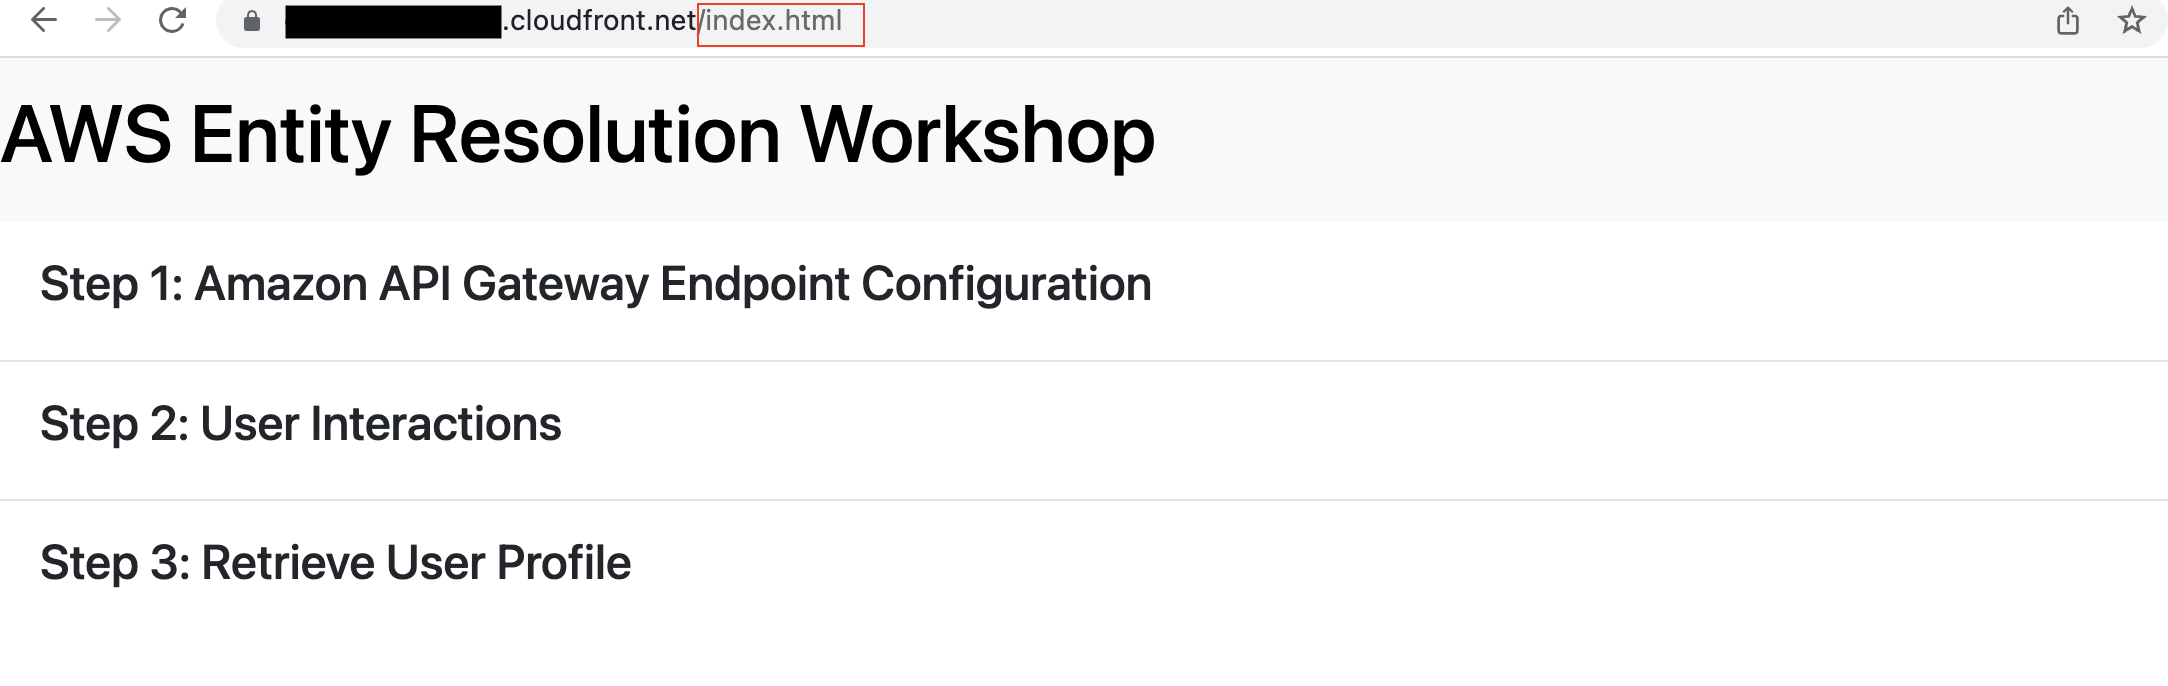 .cloudfront.net/index.html
AWS Entity Resolution Workshop
Step 1: Amazon API Gateway Endpoint Configuration
Step 2: User Interactions
Step 3: Retrieve User Profile